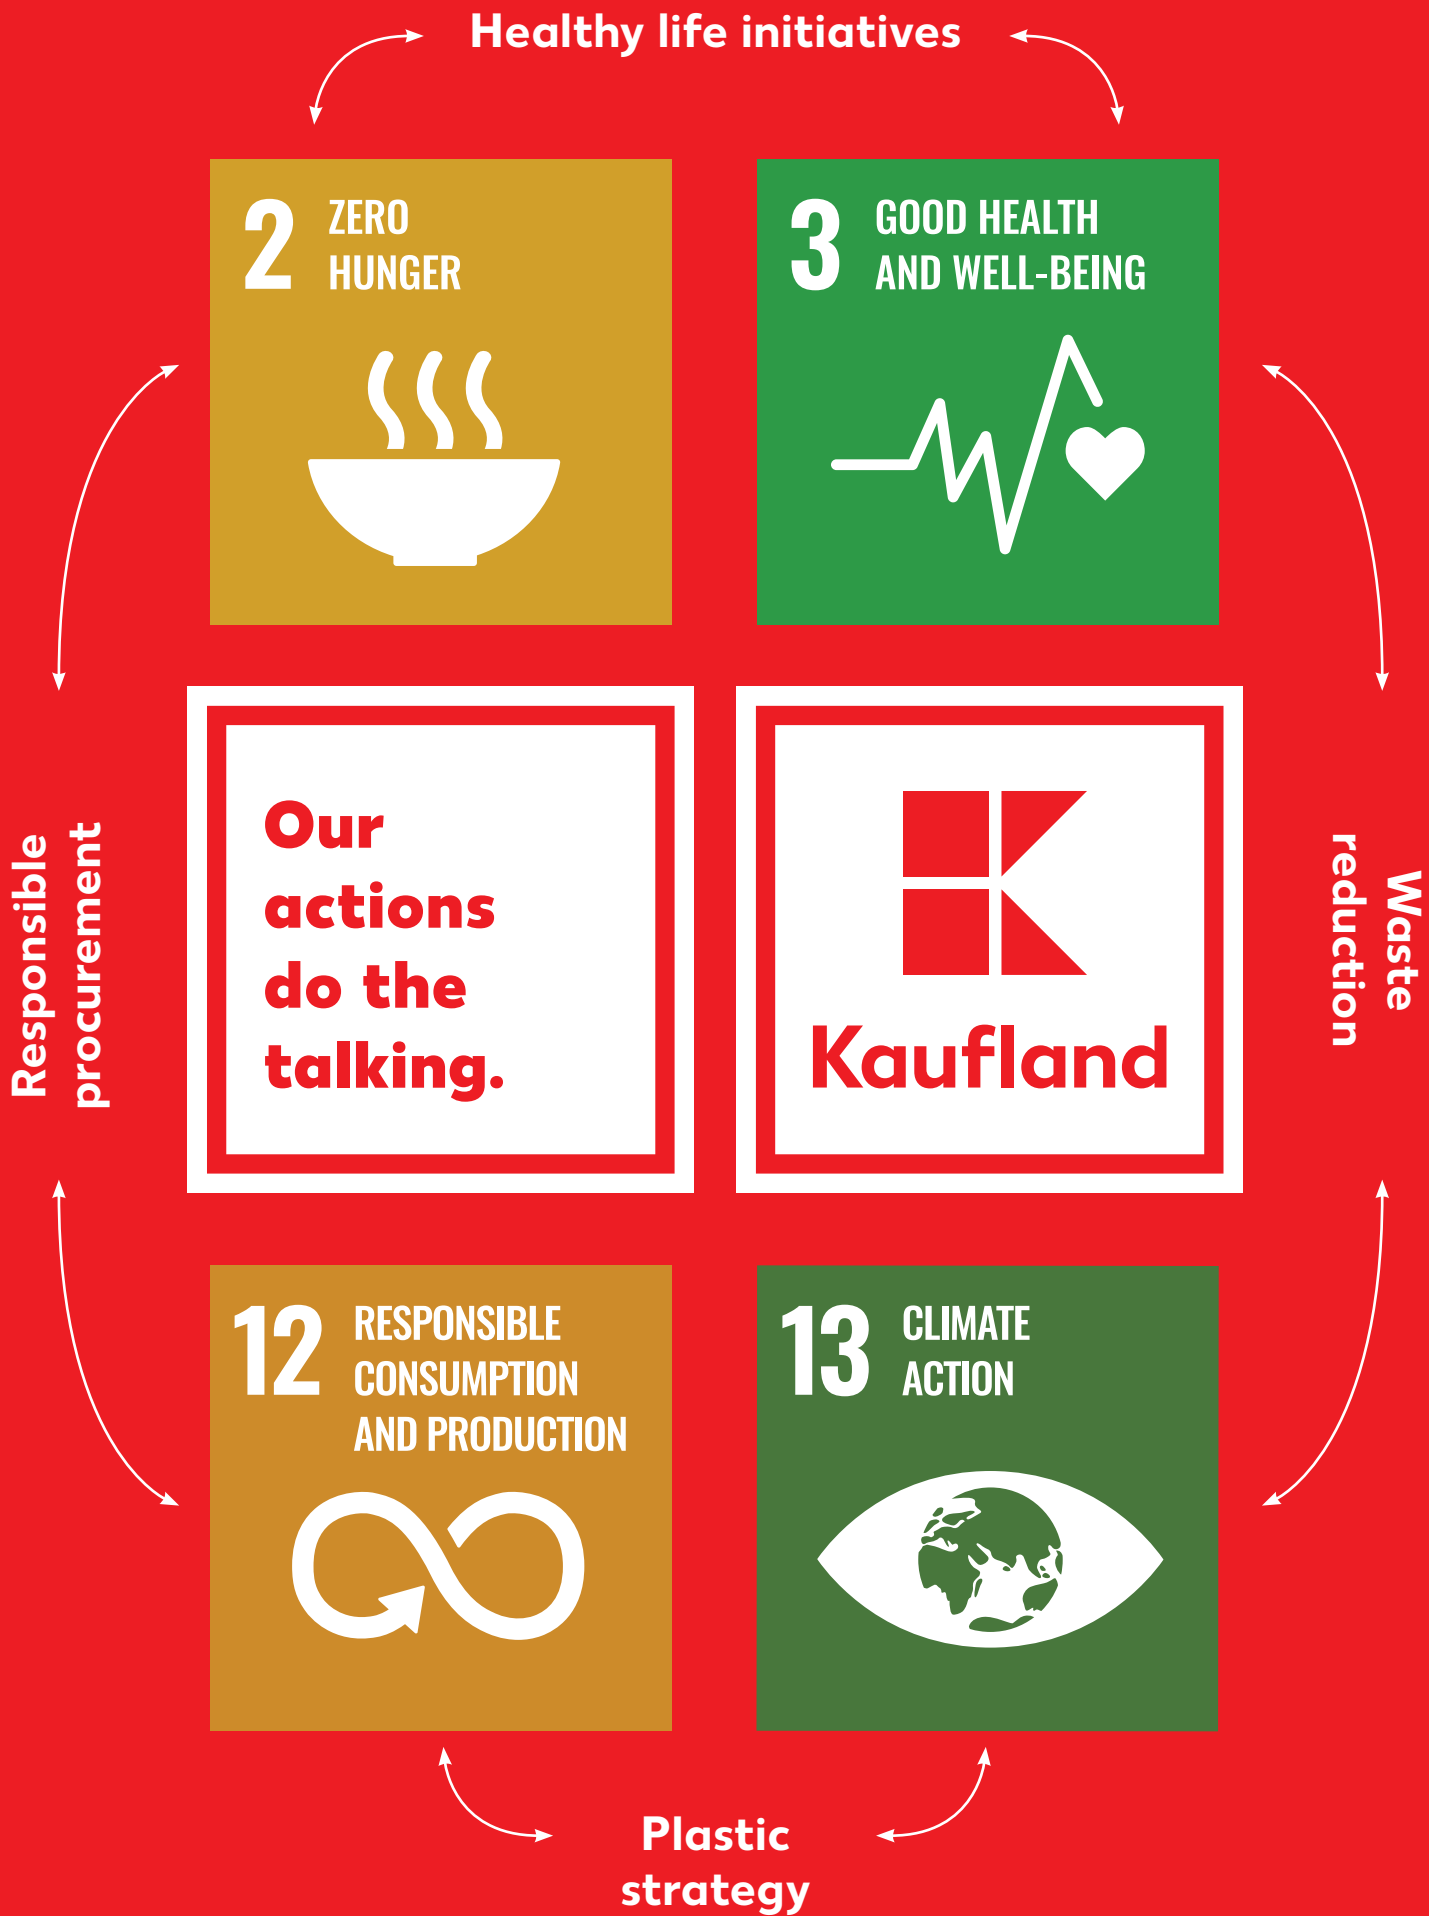 Healthy life initiatives
2 ZERO
HUNGER
3 GOOD HEALTH
AND WELL-BEING
Responsible
procurement
Our
actions
do the
talking.
Kaufland
Waste
reduction
12 RESPONSIBLE
CONSUMPTION
AND PRODUCTION
13 CLIMATE
ACTION
Plastic
strategy